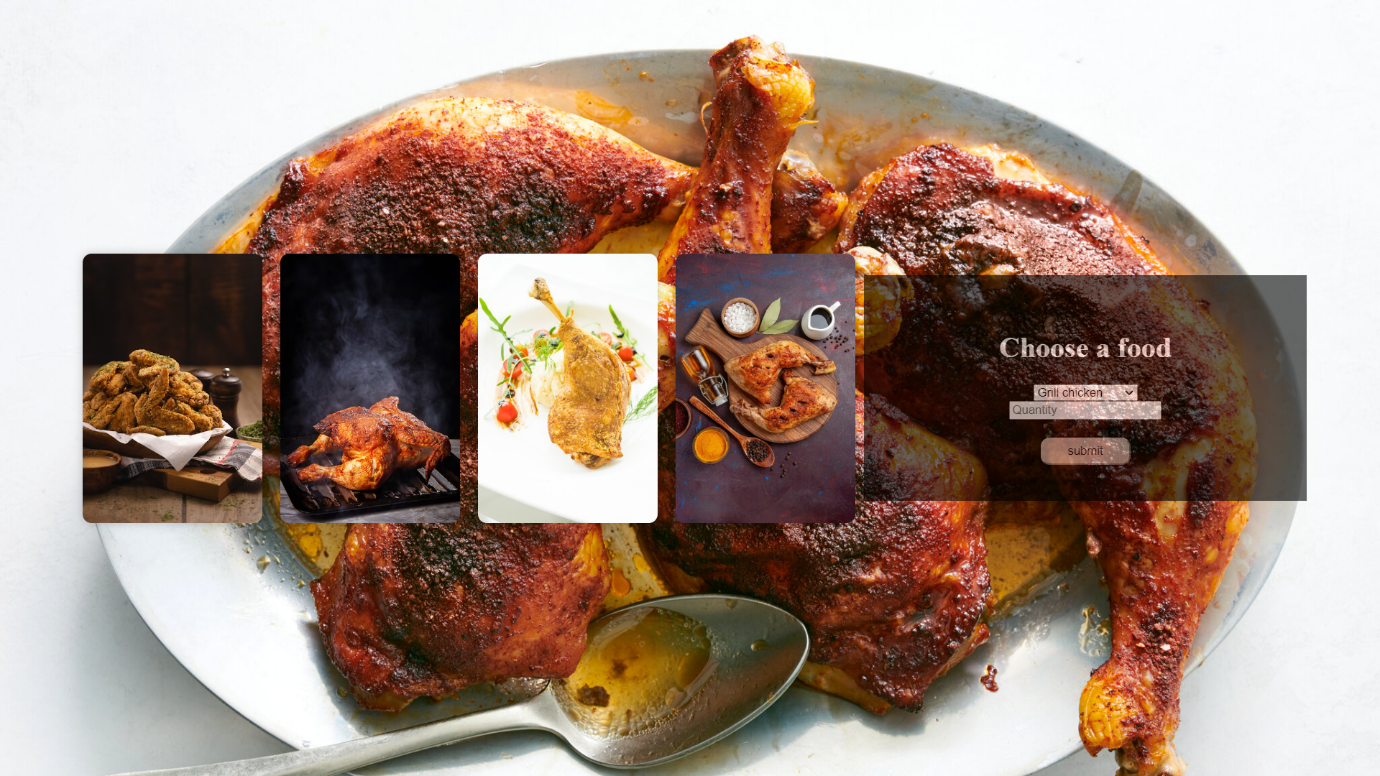 Choose a food
Grill chicken
Quantity
submit